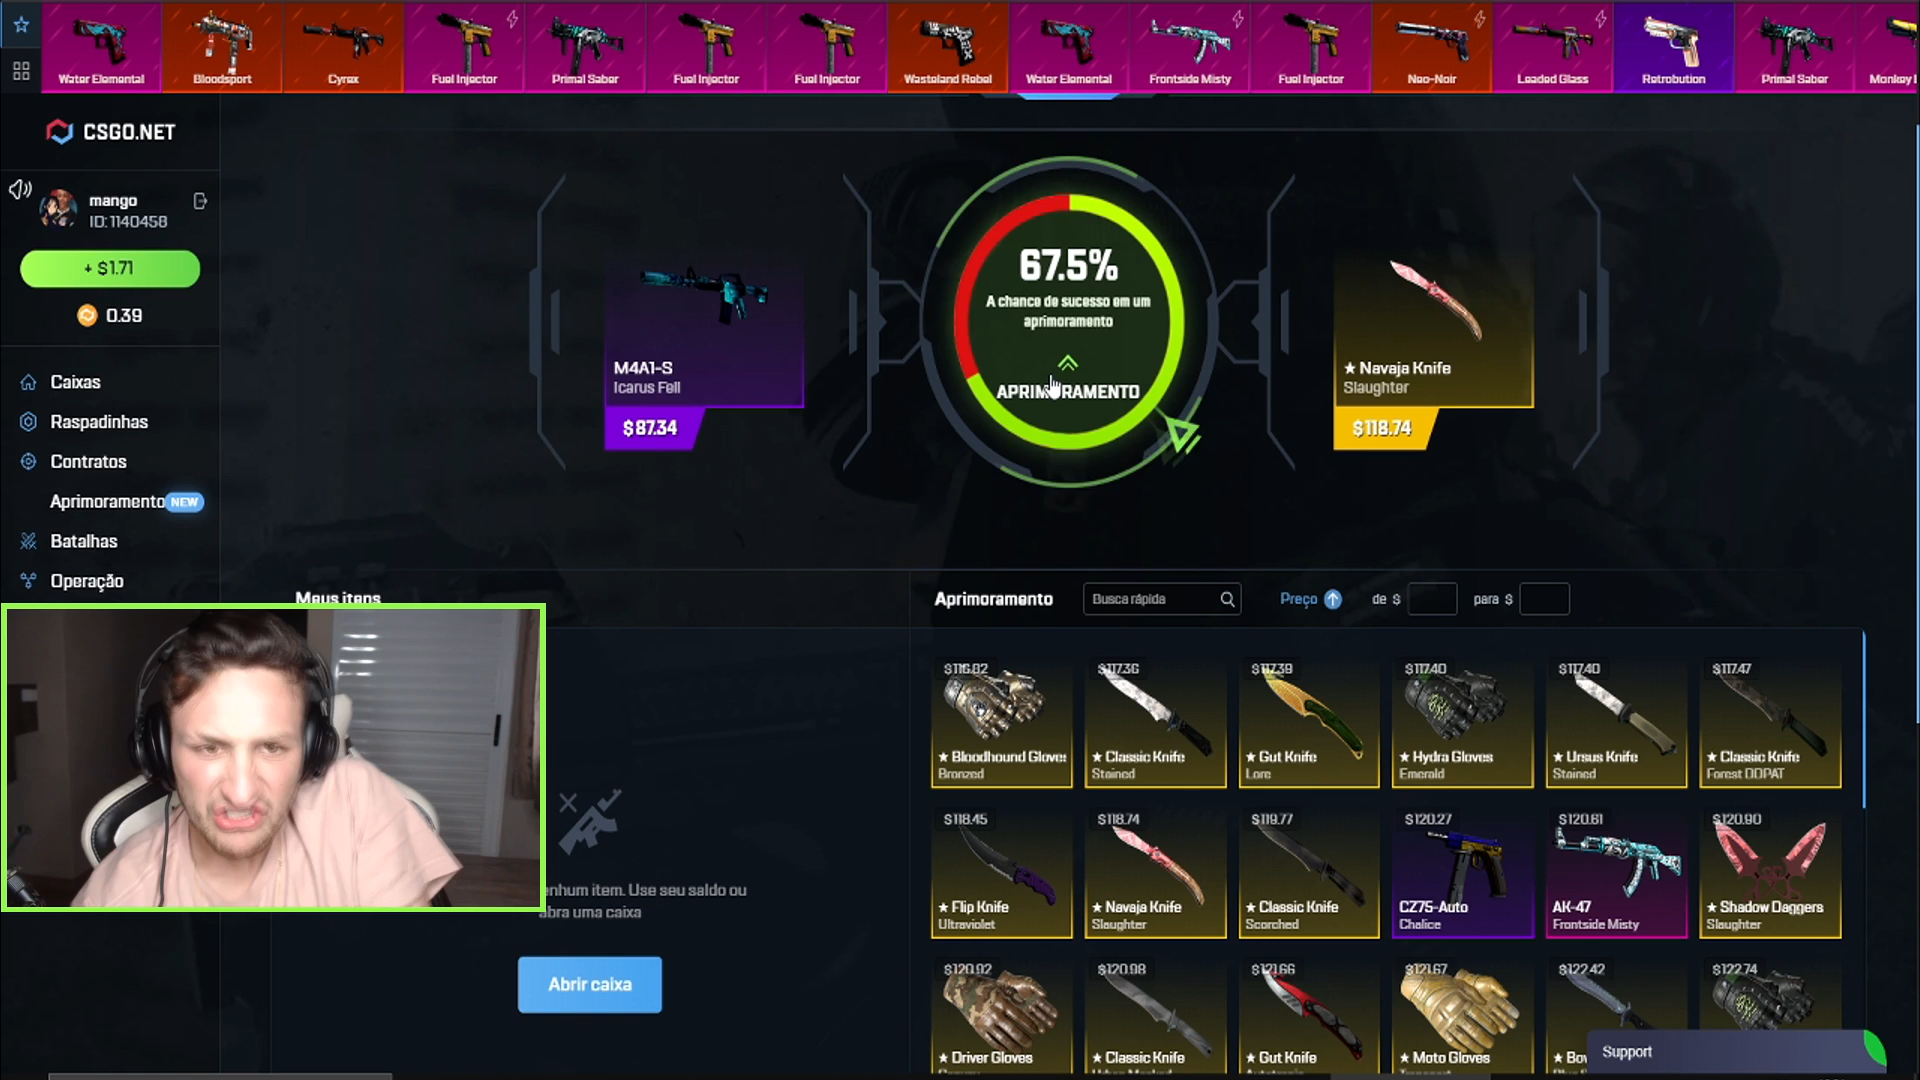 Water Elemental
Bloodsport
Cyrex
Fuel Injector
Primal Saber
Fuel Injector
Fuel Injector
Wasteland Rebel
Water Elemental
Frontside Misty
Fuel Injector
Neo-Noir
Leaded Glass
Retrobution
Primal Saber
CSGO.NET
mango
ID:1140458
+ $1.71
0.39
Caixas
Raspadinhas
Contratos
Aprimoramento NEW
Batalhas
Operação
M4A1-S
Icarus Fell
$87.34
67.5%
A chance de sucesso em um
aprimoramento
APRIMORAMENTO
★ Navaja Knife
Slaughter
$118.74
Meus itens
Use seu saldo ou
abra uma caixa
Abrir caixa
Aprimoramento
Busca rápida
Preço
de $
para $
$116.82
★ Bloodhound Gloves
Bronzed
$117.36
★ Classic Knife
Stained
$117.39
★ Gut Knife
Lore
$117.40
★ Hydra Gloves
Emerald
$117.40
★ Ursus Knife
Stained
$117.47
★ Classic Knife
Forest DDPAT
$118.45
★ Flip Knife
Ultraviolet
$118.74
★ Navaja Knife
Slaughter
$119.77
★ Classic Knife
Scorched
$120.27
CZ75-Auto
Chalice
$120.61
AK-47
Frontside Misty
$120.90
★ Shadow Daggers
Slaughter
$120.92
★ Driver Gloves
$120.98
★ Classic Knife
$121.66
★ Gut Knife
$121.67
★ Moto Gloves
$122.42
$122.74
Support